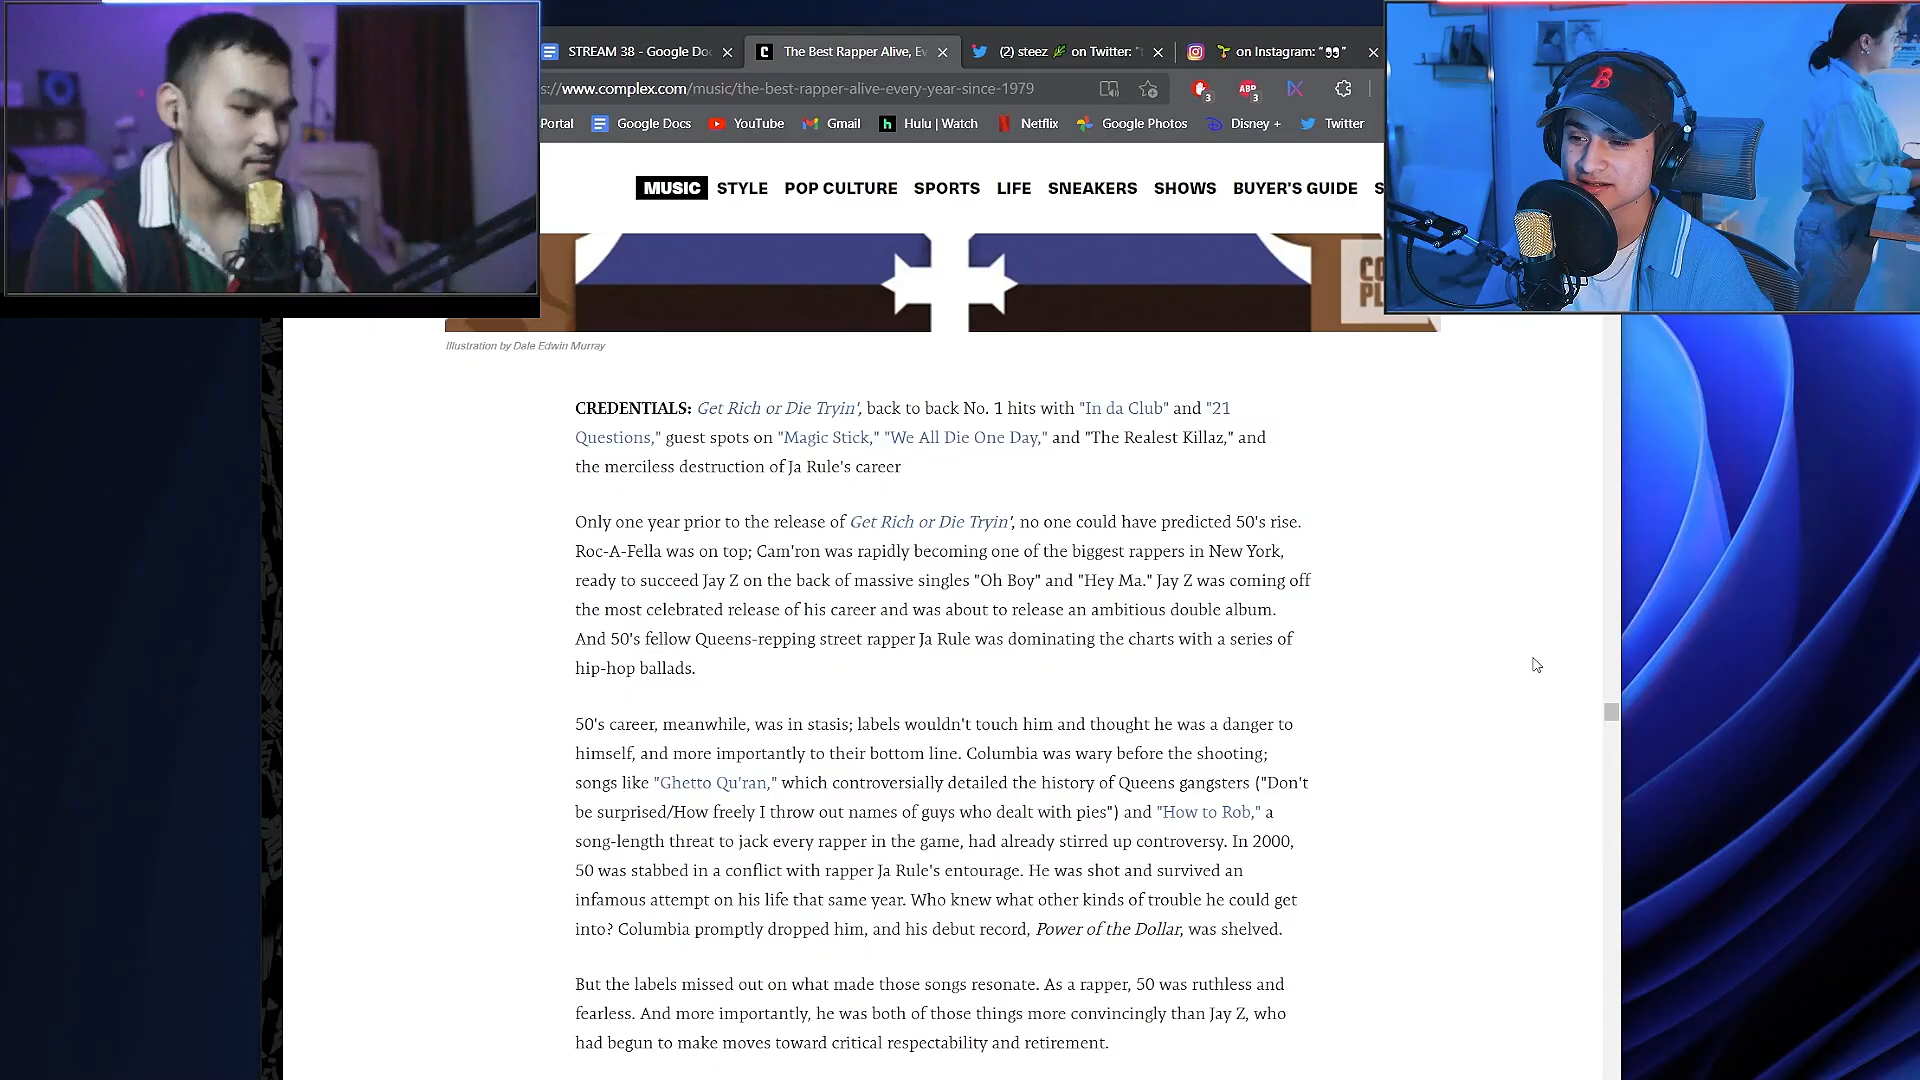 STREAM 38 - Google Do
The Best Rapper Alive, Ev
(2) steez on Twitter: "
on Instagram: "
s://www.complex.com/music/the-best-rapper-alive-every-year-since-1979
3
ABP
3
Portal
Google Docs
YouTube
Gmail
Hulu | Watch
Netflix
Google Photos
Disney +
Twitter
MUSIC STYLE POP CULTURE SPORTS LIFE SNEAKERS SHOWS BUYER'S GUIDE S
B
Illustration by Dale Edwin Murray
CREDENTIALS: Get Rich or Die Tryin', back to back No. 1 hits with "In da Club" and "21
Questions," guest spots on "Magic Stick," "We All Die One Day," and "The Realest Killaz," and
the merciless destruction of Ja Rule's career
Only one year prior to the release of Get Rich or Die Tryin', no one could have predicted 50's rise.
Roc-A-Fella was on top; Cam'ron was rapidly becoming one of the biggest rappers in New York,
ready to succeed Jay Z on the back of massive singles "Oh Boy" and "Hey Ma." Jay Z was coming off
the most celebrated release of his career and was about to release an ambitious double album.
And 50's fellow Queens-repping street rapper Ja Rule was dominating the charts with a series of
hip-hop ballads.
50's career, meanwhile, was in stasis; labels wouldn't touch him and thought he was a danger to
himself, and more importantly to their bottom line. Columbia was wary before the shooting;
songs like "Ghetto Qu'ran," which controversially detailed the history of Queens gangsters ("Don't
be surprised/How freely I throw out names of guys who dealt with pies") and "How to Rob," a
song-length threat to jack every rapper in the game, had already stirred up controversy. In 2000,
50 was stabbed in a conflict with rapper Ja Rule's entourage. He was shot and survived an
infamous attempt on his life that same year. Who knew what other kinds of trouble he could get
into? Columbia promptly dropped him, and his debut record, Power of the Dollar, was shelved.
But the labels missed out on what made those songs resonate. As a rapper, 50 was ruthless and
fearless. And more importantly, he was both of those things more convincingly than Jay Z, who
had begun to make moves toward critical respectability and retirement.